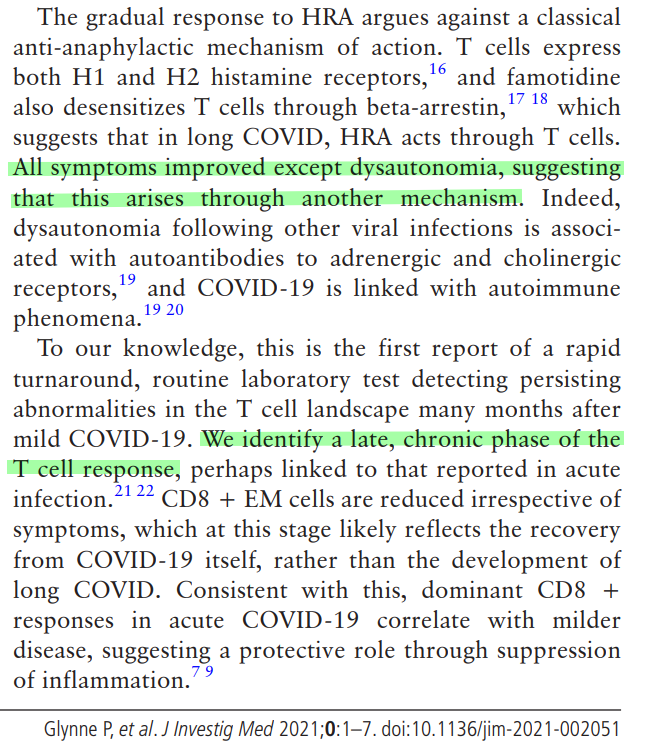 The gradual response to HRA argues against a classical
anti-anaphylactic mechanism of action. T cells express
both H1 and H2 histamine receptors,16 and famotidine
also desensitizes T cells through beta-arrestin,17 18 which
suggests that in long COVID, HRA acts through T cells.
All symptoms improved except dysautonomia, suggesting
that this arises through another mechanism. Indeed,
dysautonomia following other viral infections is associ-
ated with autoantibodies to adrenergic and cholinergic
receptors,19 and COVID-19 is linked with autoimmune
phenomena.19 20
To our knowledge, this is the first report of a rapid
turnaround, routine laboratory test detecting persisting
abnormalities in the T cell landscape many months after
mild COVID-19. We identify a late, chronic phase of the
T cell response, perhaps linked to that reported in acute
infection.21 22 CD8 + EM cells are reduced irrespective of
symptoms, which at this stage likely reflects the recovery
from COVID-19 itself, rather than the development of
long COVID. Consistent with this, dominant CD8 +
responses in acute COVID-19 correlate with milder
disease, suggesting a protective role through suppression
of inflammation.7 9
Glynne P, et al. J Investig Med 2021;0:1–7. doi:10.1136/jim-2021-002051